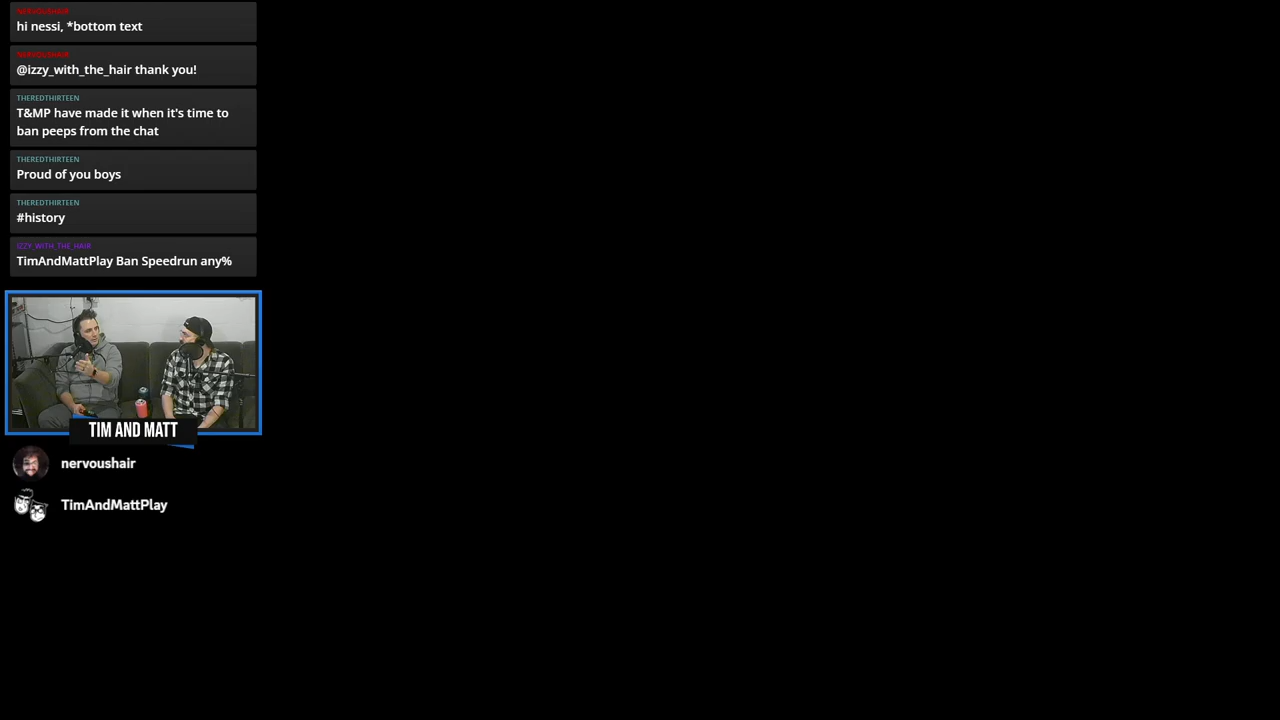 NERVOUSHAIR
hi nessi, *bottom text
NERVOUSHAIR
@izzy_with_the_hair thank you!
THEREDTHIRTEEN
T&MP have made it when it's time to
ban peeps from the chat
THEREDTHIRTEEN
Proud of you boys
THEREDTHIRTEEN
#history
IZZY_WITH_THE_HAIR
TimAndMattPlay Ban Speedrun any%
TIM AND MATT
nervoushair
TimAndMattPlay